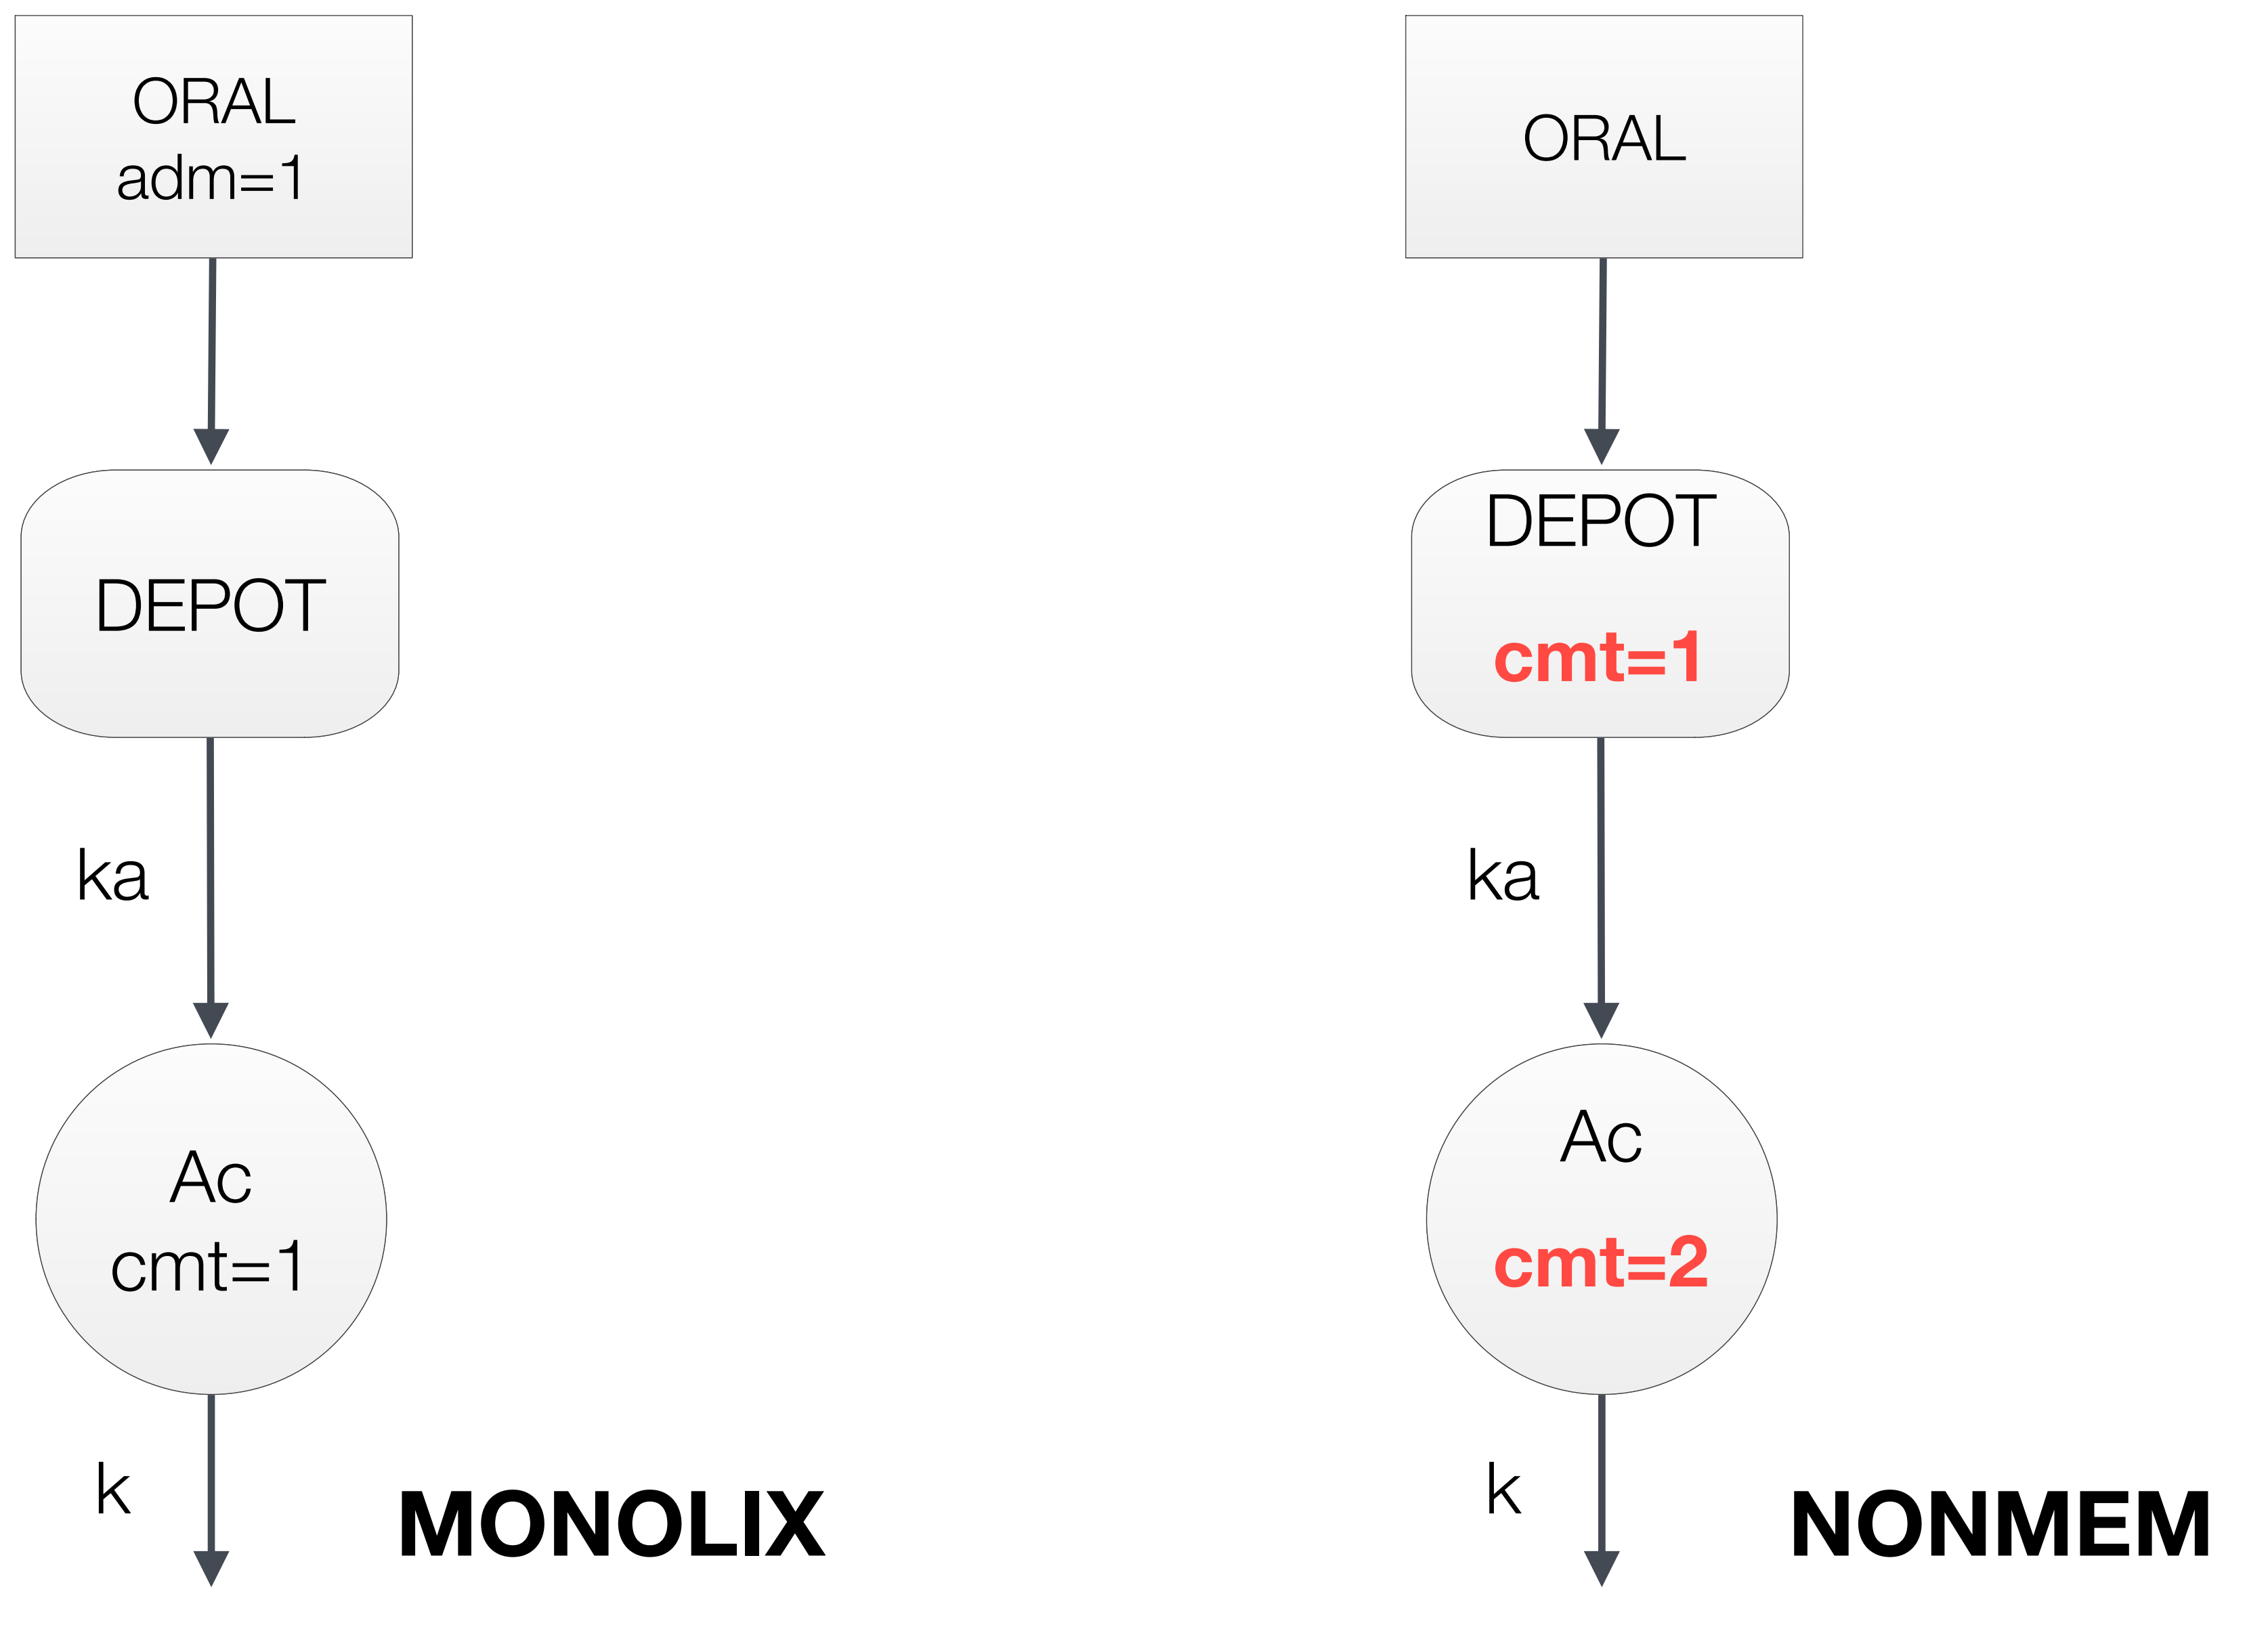 ORAL
adm=1
DEPOT
ka
Ac
cmt=1
k
MONOLIX
ORAL
DEPOT
cmt=1
ka
Ac
cmt=2
k
NONMEM